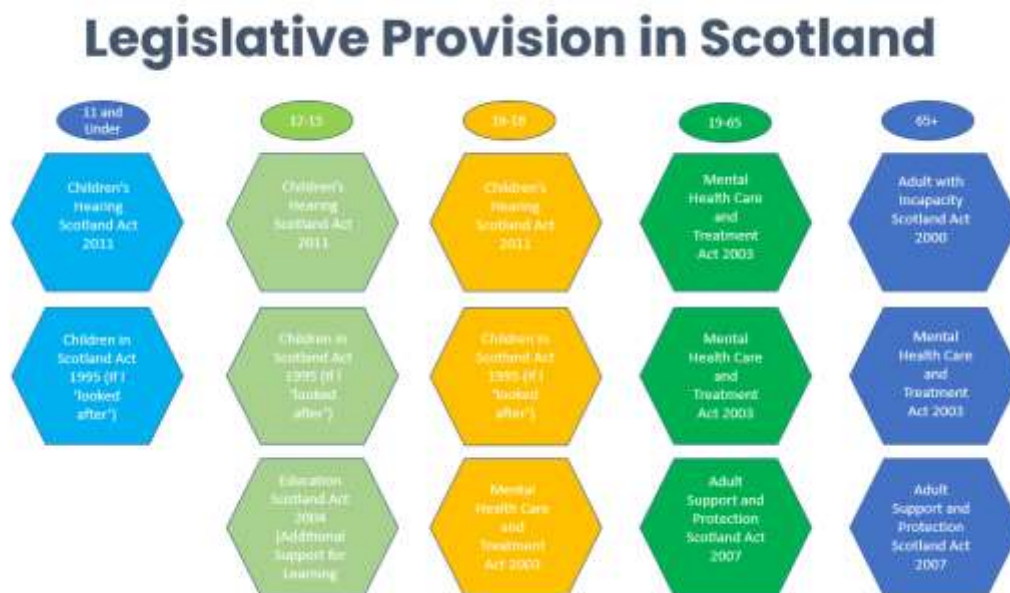 Legislative Provision in Scotland
11 and
Under
12-15
16-18
19-65
65+
Children's
Hearing
Scotland Act
2011
Children's
Hearing
Scotland Act
2011
Children's
Hearing
Scotland Act
2011
Mental
Health Care
and
Treatment
Act 2003
Adult with
Incapacity
Scotland Act
2000
Children in
Scotland Act
1995 (If I
'looked
after')
Children in
Scotland Act
1995 (If I
'looked
after')
Children in
Scotland Act
1995 (If I
'looked
after')
Mental
Health Care
and
Treatment
Act 2003
Mental
Health Care
and
Treatment
Act 2003
Education
Scotland Act
2004
(Additional
Support for
Learning
Mental
Health Care
and
Treatment
Act 2003
Adult
Support and
Protection
Scotland Act
2007
Adult
Support and
Protection
Scotland Act
2007